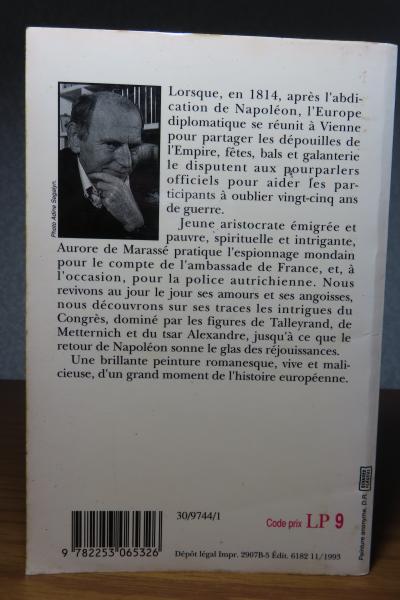 Lorsque, en 1814, après l'abdi-
cation de Napoléon, l'Europe
diplomatique se réunit à Vienne
pour partager les dépouilles de
l'Empire, fêtes, bals et galanterie
le disputent aux pourparlers
officiels pour aider les par-
ticipants à oublier vingt-cinq ans
de guerre.
Jeune aristocrate émigrée et
pauvre, spirituelle et intrigante,
Aurore de Marassé pratique l'espionnage mondain
pour le compte de l'ambassade de France, et, à
l'occasion, pour la police autrichienne. Nous
revivons au jour le jour ses amours et ses angoisses,
nous découvrons sur ses traces les intrigues du
Congrès, dominé par les figures de Talleyrand, de
Metternich et du tsar Alexandre, jusqu'à ce que le
retour de Napoléon sonne le glas des réjouissances.
Une brillante peinture romanesque, vive et mali-
cieuse, d'un grand moment de l'histoire européenne.
Photo Adine Sagalyn.
30/9744/1
Code prix LP 9
9 782253 065326
Dépôt légal Impr. 2907B-5 Édit. 6182 11/1993
Peinture anonyme. D.R.